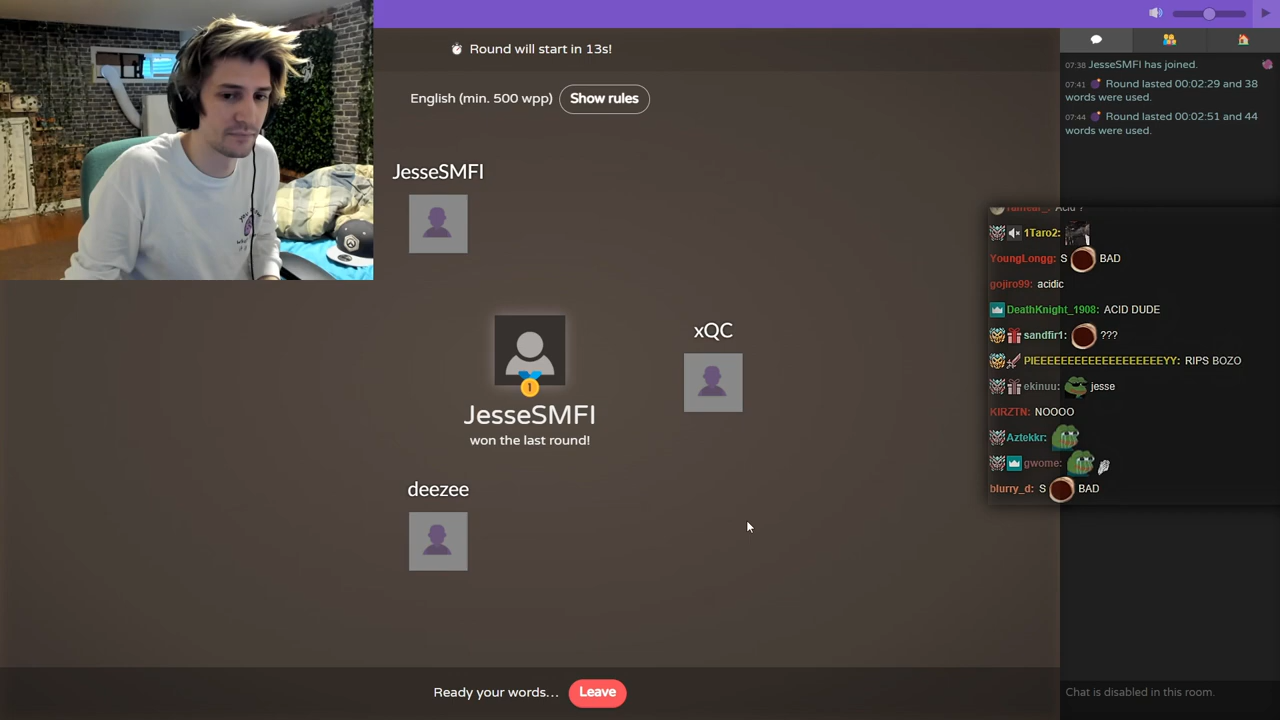 Round will start in 13s!
English (min. 500 wpp) Show rules
JesseSMFI
xQC
1
JesseSMFI
won the last round!
deezee
Ready your words... Leave
07:38 JesseSMFI has joined.
07:41 Round lasted 00:02:29 and 38
words were used.
07:44 Round lasted 00:02:51 and 44
words were used.
Acid ?
1Taro2:
YoungLongg: S BAD
gojiro99: acidic
DeathKnight_1908: ACID DUDE
sandfir1: ???
PIEEEEEEEEEEEEEEEEEEEYY: RIPS BOZO
ekinuu: jesse
KIRZTN: NOOOO
Aztekkr:
gwome:
blurry_d: S BAD
Chat is disabled in this room.